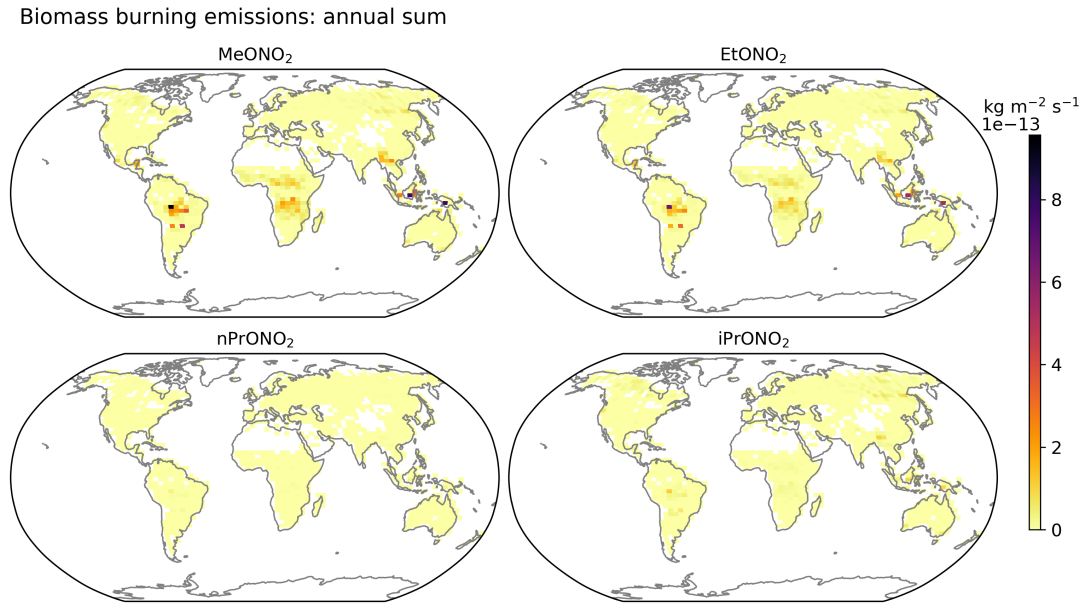 Biomass burning emissions: annual sum
MeONO₂
EtONO₂
kg m⁻² s⁻¹
1e−13
8
6
nPrONO₂
iPrONO₂
4
2
0